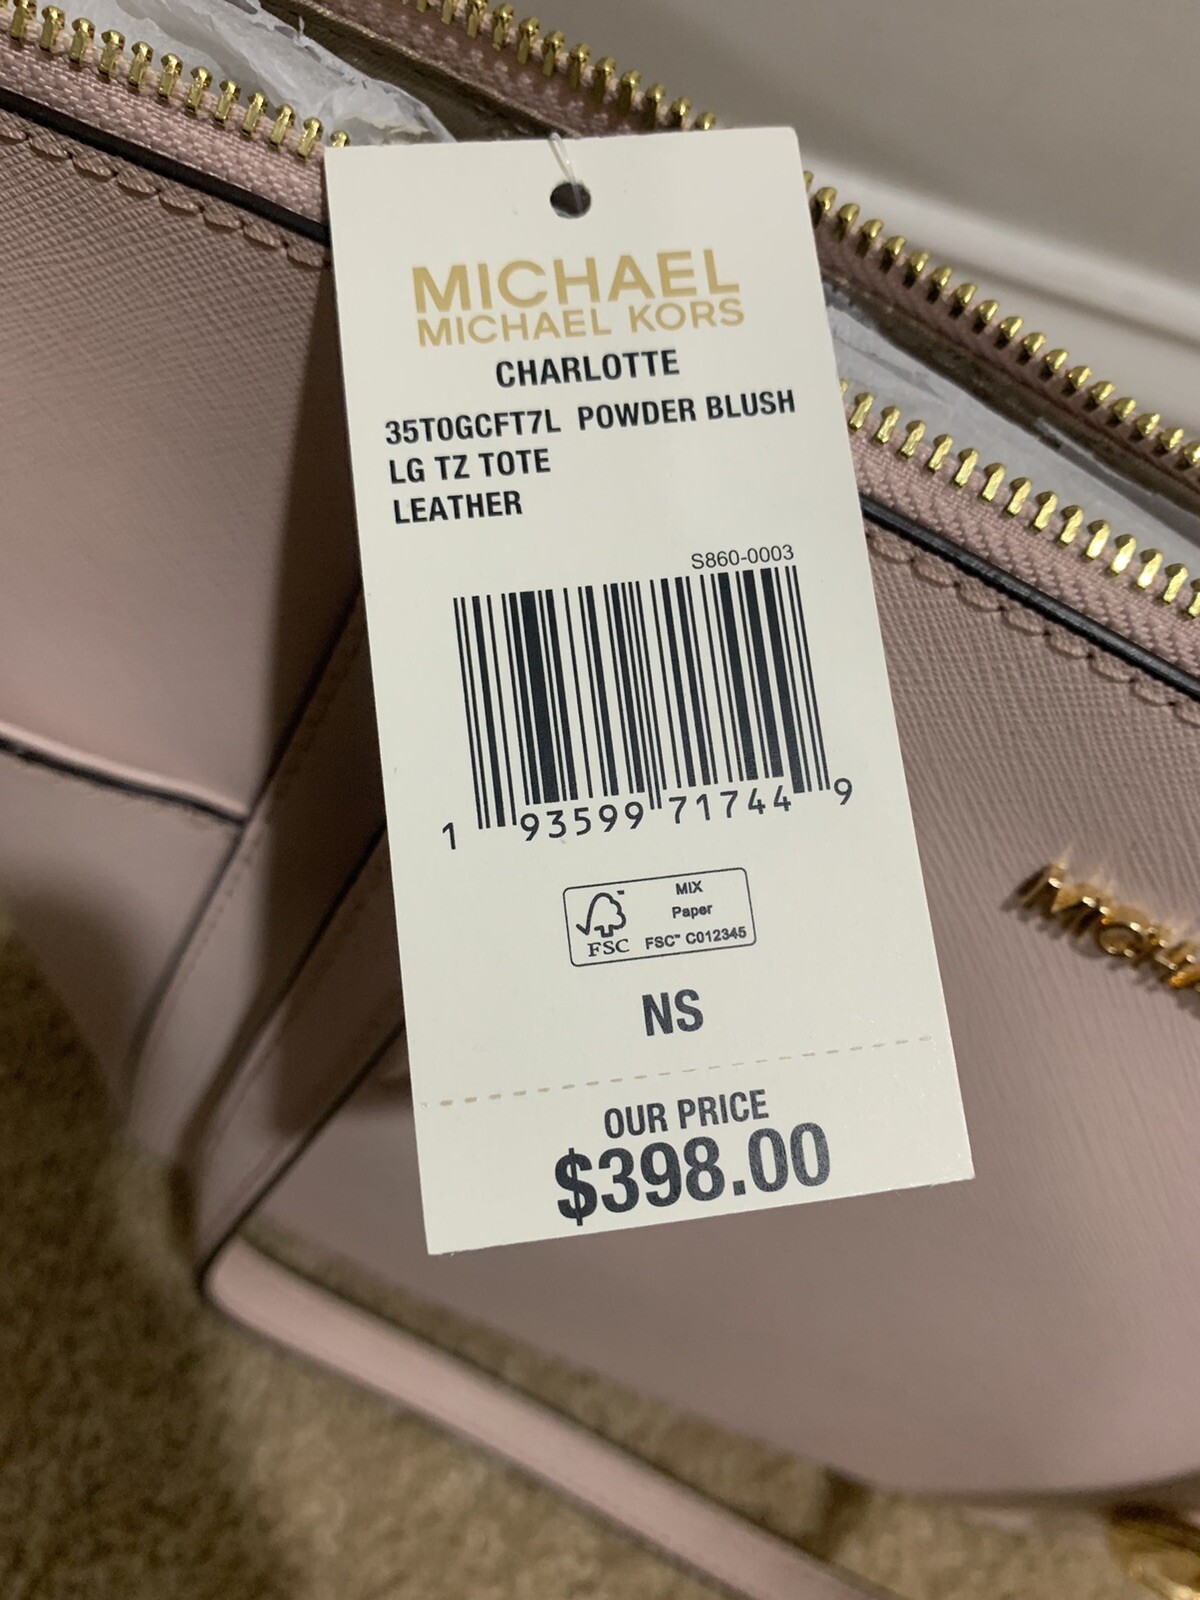 MICHAEL
MICHAEL KORS
CHARLOTTE
35T0GCFT7L POWDER BLUSH
LG TZ TOTE
LEATHER
S860-0003
1 93599 71744 9
MIX
Paper
FSC™ C012345
FSC
NS
OUR PRICE
$398.00
MICHA